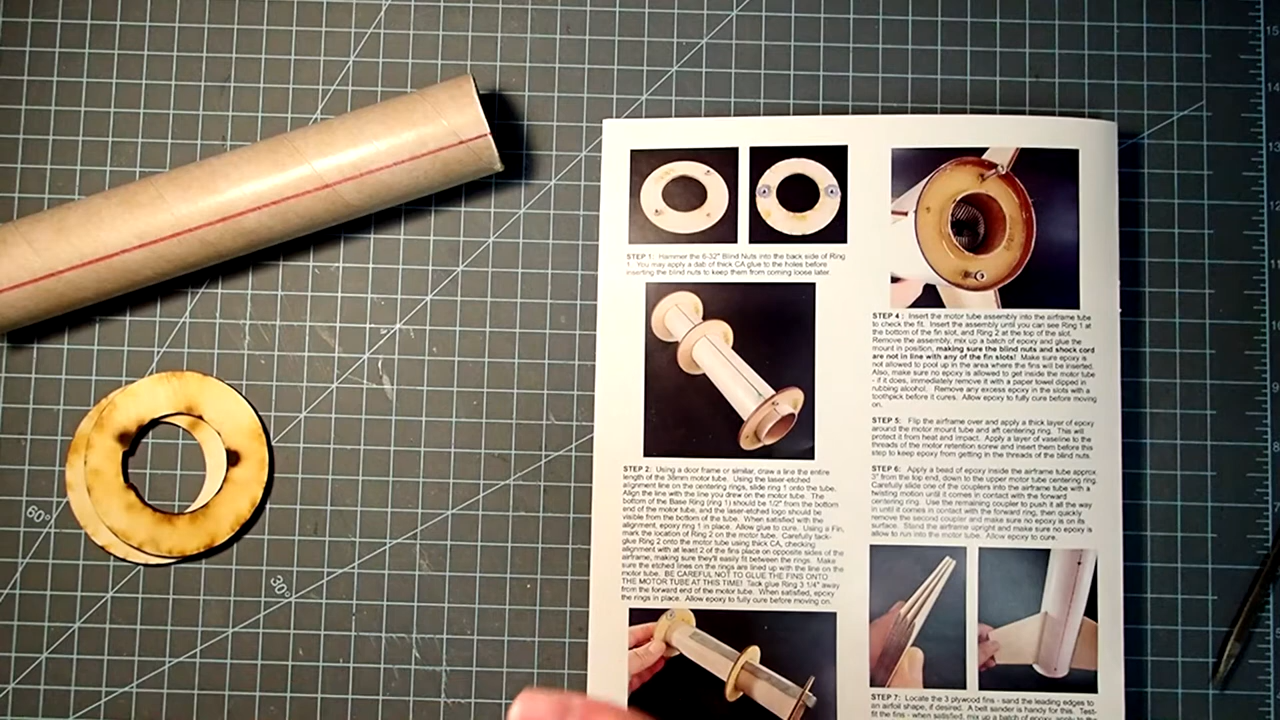 STEP 1: Hammer the 6-32" Blind Nuts into the back side of Ring
1. You may apply a dab of thick CA glue to the holes before
inserting the blind nuts to keep them from coming loose later.
STEP 2: Using a door frame or similar, draw a line the entire
length of the 38mm motor tube. Using the laser-etched
alignment line on the centering rings, slide ring 1 onto the tube.
Align the line with the line you drew on the motor tube. The
bottom of the Base Ring (ring 1) should be 1/2" from the bottom
end of the motor tube, and the laser-etched logo should be
visible from the bottom of the tube. When satisfied with the
alignment, epoxy ring 1 in place. Allow glue to cure. Using a Fin,
mark the location of Ring 2 on the motor tube. Carefully tack-
glue Ring 2 onto the motor tube using thick CA, checking
alignment with at least 2 of the fins place on opposite sides of the
airframe, making sure they'll easily fit between the rings. Make
sure the etched lines on the rings are lined up with the line on the
motor tube. BE CAREFUL NOT TO GLUE THE FINS ONTO
THE MOTOR TUBE AT THIS TIME! Tack glue Ring 3 1/4" away
from the forward end of the motor tube. When satisfied, epoxy
the rings in place. Allow epoxy to fully cure before moving on.
STEP 4: Insert the motor tube assembly into the airframe tube
to check the fit. Insert the assembly until you can see Ring 1 at
the bottom of the fin slot, and Ring 2 at the top of the slot.
Remove the assembly, mix up a batch of epoxy and glue the
mount in position, making sure the blind nuts and shock cord
are not in line with any of the fin slots! Make sure epoxy is
not allowed to pool up in the area where the fins will be inserted.
Also, make sure no epoxy is allowed to get inside the motor tube
- if it does, immediately remove it with a paper towel dipped in
rubbing alcohol. Remove any excess epoxy in the slots with a
toothpick before it cures. Allow epoxy to fully cure before moving
on.
STEP 5: Flip the airframe over and apply a thick layer of epoxy
around the motor mount tube and aft centering ring. This will
protect it from heat and impact. Apply a layer of vaseline to the
threads of the motor retention screw and insert them before this
step to keep epoxy from getting in the threads of the blind nuts.
STEP 6: Apply a bead of epoxy inside the airframe tube approx.
3" from the top end, down to the upper motor tube centering ring.
Carefully slide one of the couplers into the airframe tube with a
twisting motion until it comes in contact with the forward
centering ring. Use the remaining coupler to push it all the way
in until it comes in contact with the forward ring, then quickly
remove the second coupler and make sure no epoxy is on its
surface. Stand the airframe upright and make sure no epoxy is
allow to run into the motor tube. Allow epoxy to cure.
STEP 7: Locate the 3 plywood fins - sand the leading edges to
an airfoil shape, if desired. A belt sander is handy for this. Test-
fit the fins - when satisfied, mix up a batch of epoxy,
60°
30°
15
14
13
12